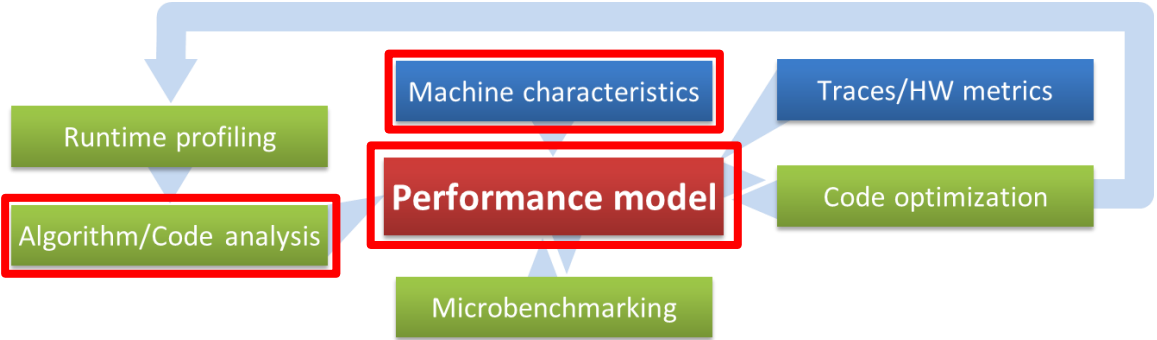 Machine characteristics
Traces/HW metrics
Runtime profiling
Performance model
Code optimization
Algorithm/Code analysis
Microbenchmarking